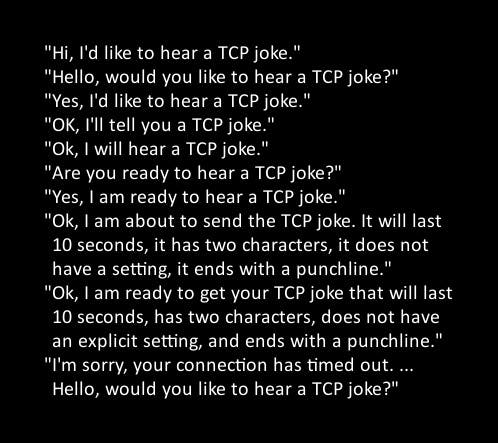 "Hi, I'd like to hear a TCP joke."
"Hello, would you like to hear a TCP joke?"
"Yes, I'd like to hear a TCP joke."
"OK, I'll tell you a TCP joke."
"Ok, I will hear a TCP joke."
"Are you ready to hear a TCP joke?"
"Yes, I am ready to hear a TCP joke."
"Ok, I am about to send the TCP joke. It will last
10 seconds, it has two characters, it does not
have a setting, it ends with a punchline."
"Ok, I am ready to get your TCP joke that will last
10 seconds, has two characters, does not have
an explicit setting, and ends with a punchline."
"I'm sorry, your connection has timed out. ...
Hello, would you like to hear a TCP joke?"